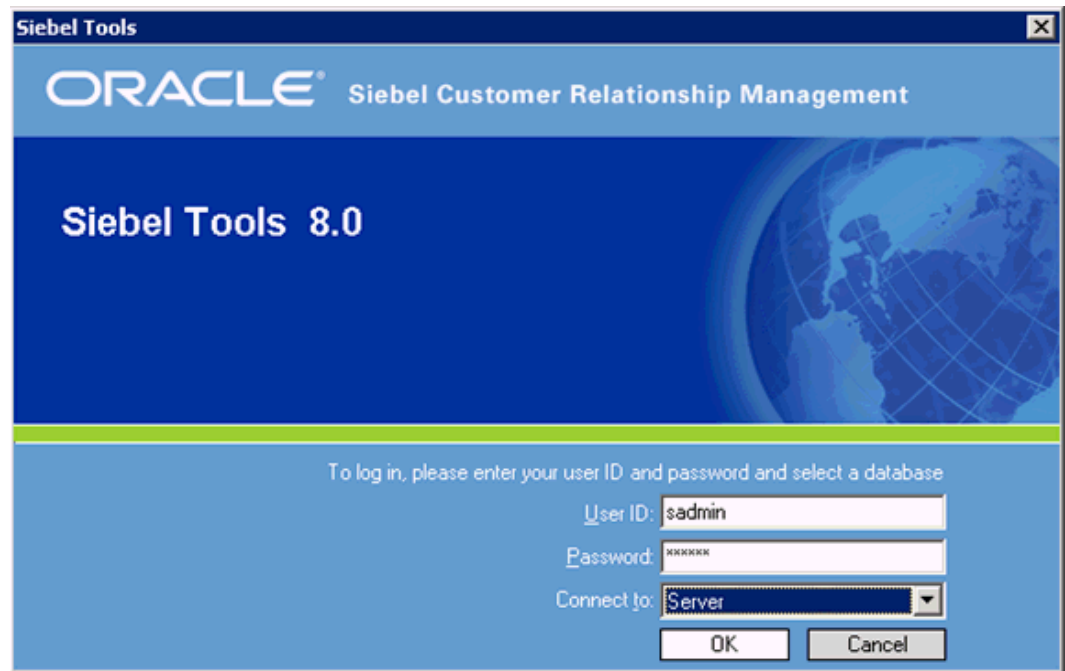 Siebel Tools
ORACLE® Siebel Customer Relationship Management
Siebel Tools 8.0
To log in, please enter your user ID and password and select a database
User ID: sadmin
Password: ******
Connect to: Server
OK Cancel